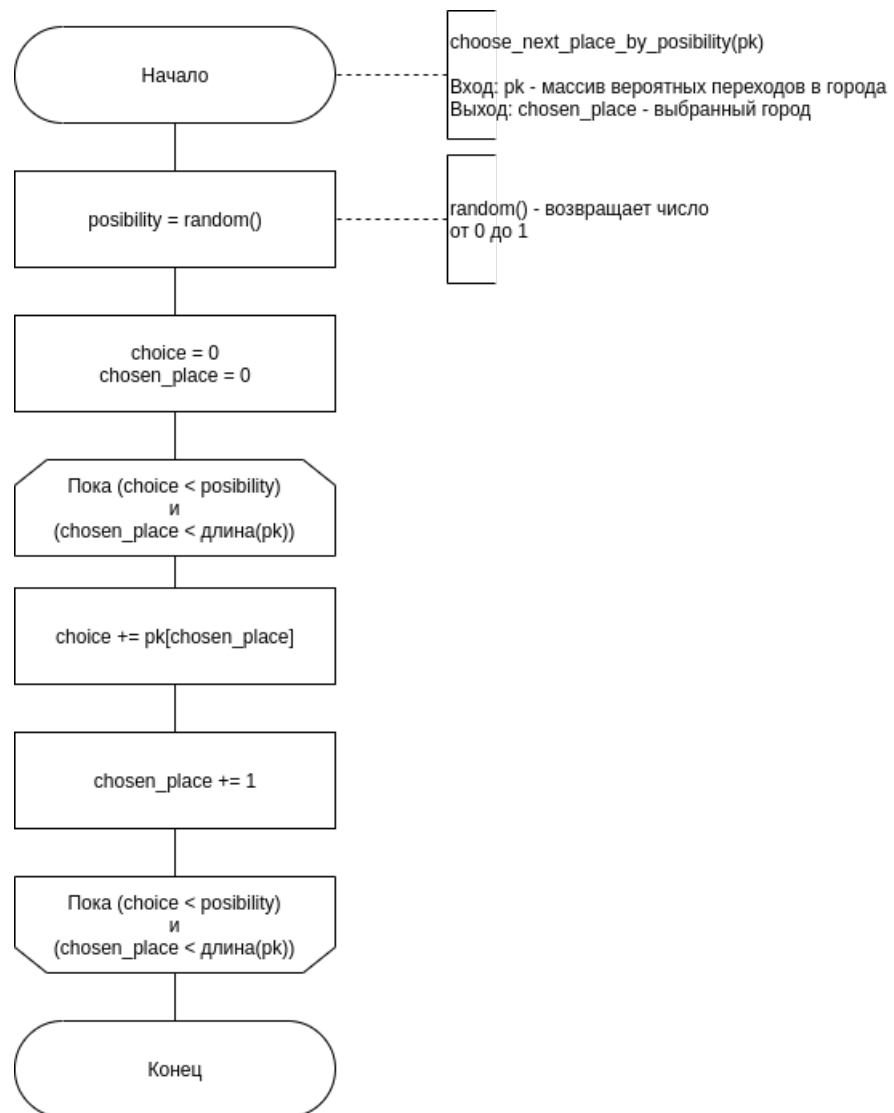 Начало
choose_next_place_by_posibility(pk)
Вход: pk - массив вероятных переходов в города
Выход: chosen_place - выбранный город
posibility = random()
random() - возвращает число
от 0 до 1
choice = 0
chosen_place = 0
Пока (choice < posibility)
и
(chosen_place < длина(pk))
choice += pk[chosen_place]
chosen_place += 1
Пока (choice < posibility)
и
(chosen_place < длина(pk))
Конец